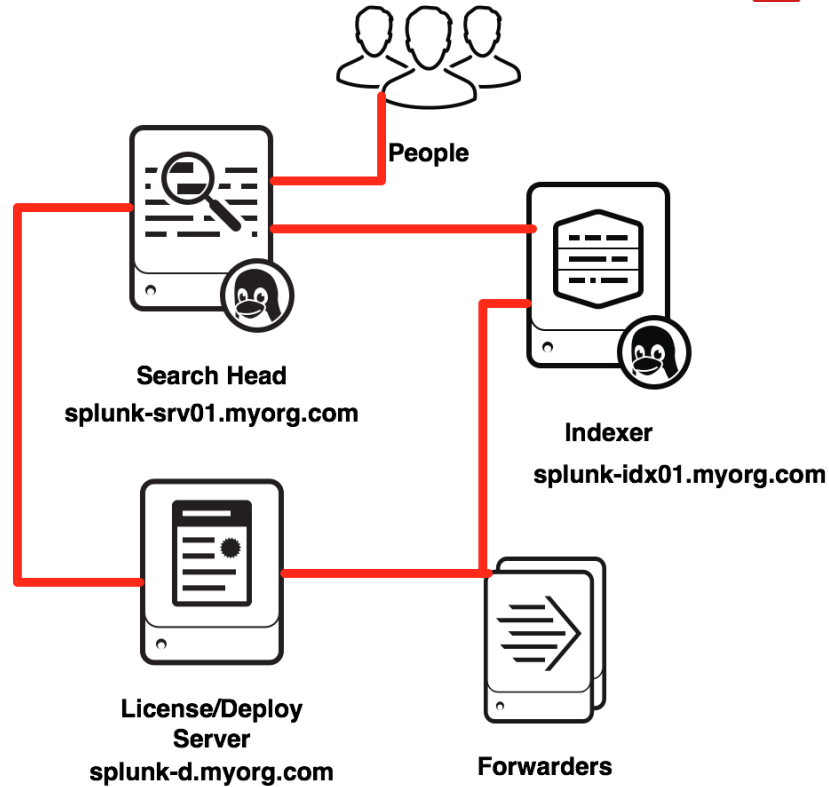 People
Search Head
splunk-srv01.myorg.com
Indexer
splunk-idx01.myorg.com
License/Deploy
Server
splunk-d.myorg.com
Forwarders